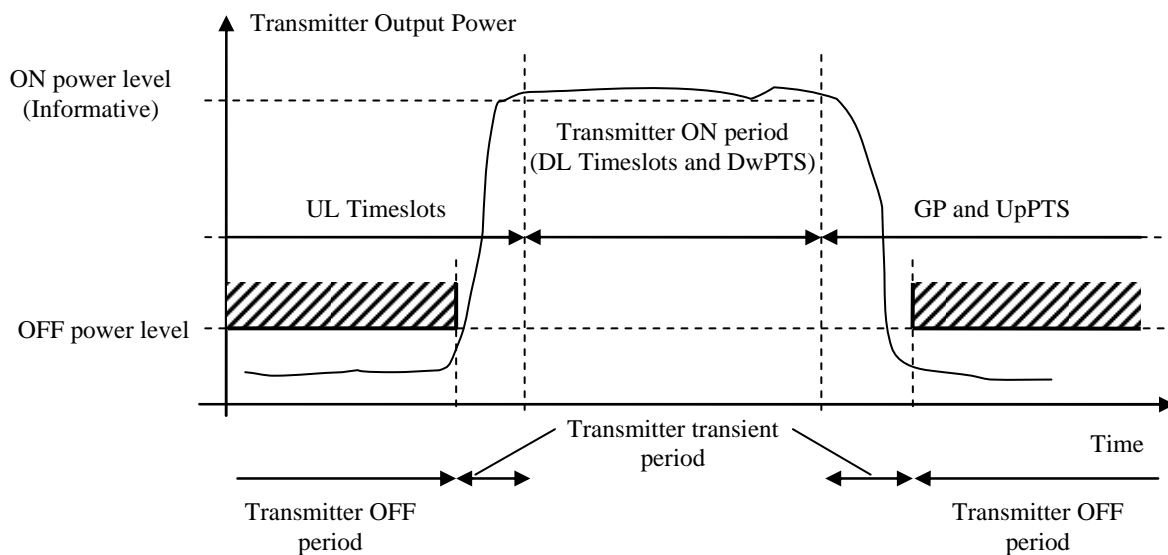 Transmitter Output Power
ON power level
(Informative)
Transmitter ON period
(DL Timeslots and DwPTS)
UL Timeslots
GP and UpPTS
OFF power level
Transmitter transient
period
Time
Transmitter OFF
period
Transmitter OFF
period